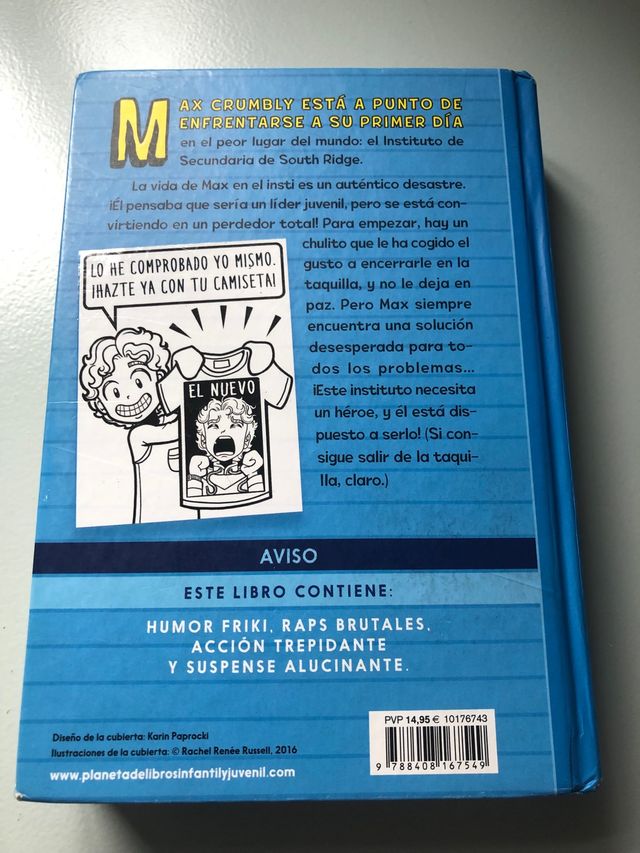 MAX CRUMBLY ESTÁ A PUNTO DE
ENFRENTARSE A SU PRIMER DÍA
en el peor lugar del mundo: el Instituto de
Secundaria de South Ridge.
La vida de Max en el insti es un auténtico desastre.
¡Él pensaba que sería un líder juvenil, pero se está con-
virtiendo en un perdedor total! Para empezar, hay un
chulito que le ha cogido el
gusto a encerrarle en la
taquilla, y no le deja en
paz. Pero Max siempre
encuentra una solución
desesperada para to-
dos los problemas...
¡Este instituto necesita
un héroe, y él está dis-
puesto a serlo! (Si con-
sigue salir de la taqui-
lla, claro.)
LO HE COMPROBADO YO MISMO.
¡HAZTE YA CON TU CAMISETA!
EL NUEVO
AVISO
ESTE LIBRO CONTIENE:
HUMOR FRIKI, RAPS BRUTALES,
ACCIÓN TREPIDANTE
Y SUSPENSE ALUCINANTE.
PVP 14,95 € 10176743
9 788408 167549
Diseño de la cubierta: Karin Paprocki
Ilustraciones de la cubierta: © Rachel Renée Russell, 2016
www.planetadelibrosinfantilyjuvenil.com